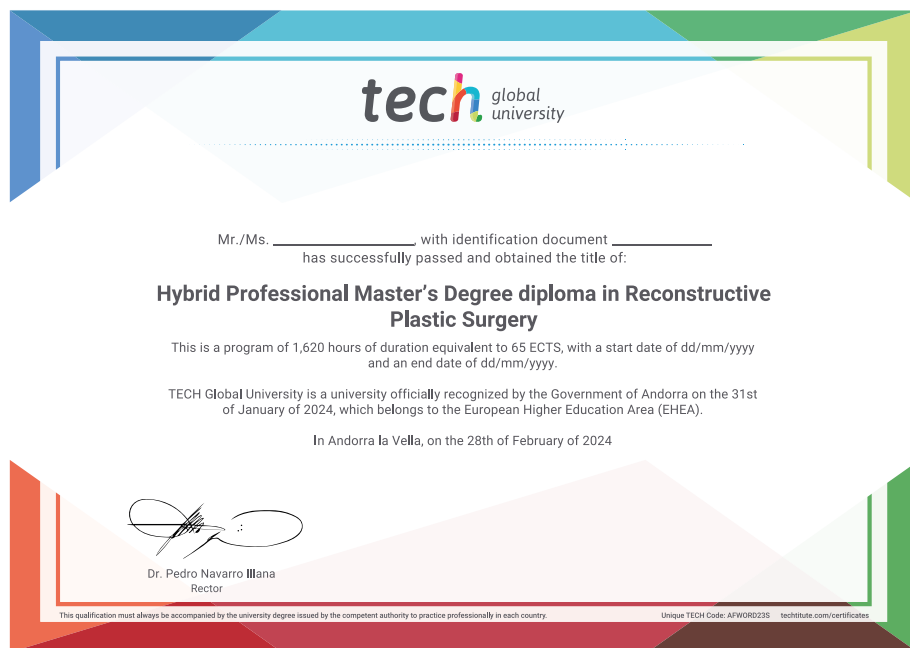 tech global
university
Mr./Ms. ____________, with identification document ________
has successfully passed and obtained the title of:
Hybrid Professional Master's Degree diploma in Reconstructive
Plastic Surgery
This is a program of 1,620 hours of duration equivalent to 65 ECTS, with a start date of dd/mm/yyyy
and an end date of dd/mm/yyyy.
TECH Global University is a university officially recognized by the Government of Andorra on the 31st
of January of 2024, which belongs to the European Higher Education Area (EHEA).
In Andorra la Vella, on the 28th of February of 2024
Dr. Pedro Navarro Illana
Rector
This qualification must always be accompanied by the university degree issued by the competent authority to practice professionally in each country.
Unique TECH Code: AFWORD23S techtitute.com/certificates